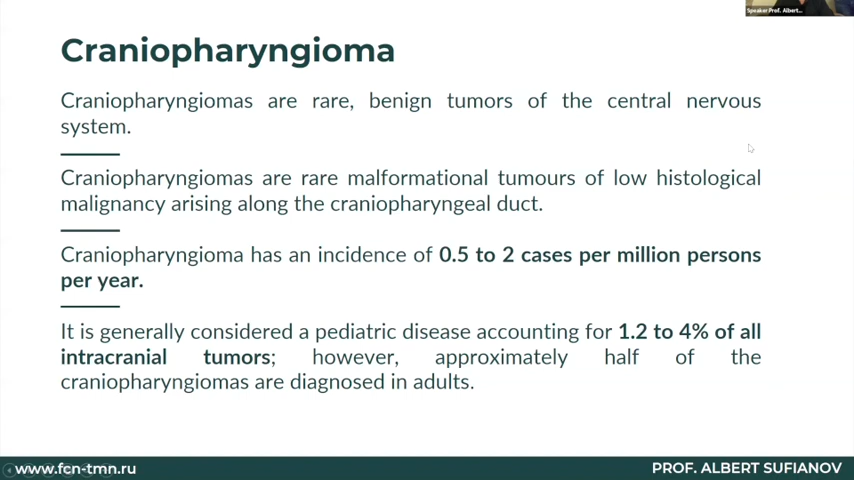 Speaker Prof. Albert...
Craniopharyngioma
Craniopharyngiomas are rare, benign tumors of the central nervous
system.
Craniopharyngiomas are rare malformational tumours of low histological
malignancy arising along the craniopharyngeal duct.
Craniopharyngioma has an incidence of 0.5 to 2 cases per million persons
per year.
It is generally considered a pediatric disease accounting for 1.2 to 4% of all
intracranial tumors; however, approximately half of the
craniopharyngiomas are diagnosed in adults.
www.fcn-tmn.ru
PROF. ALBERT SUFIANOV